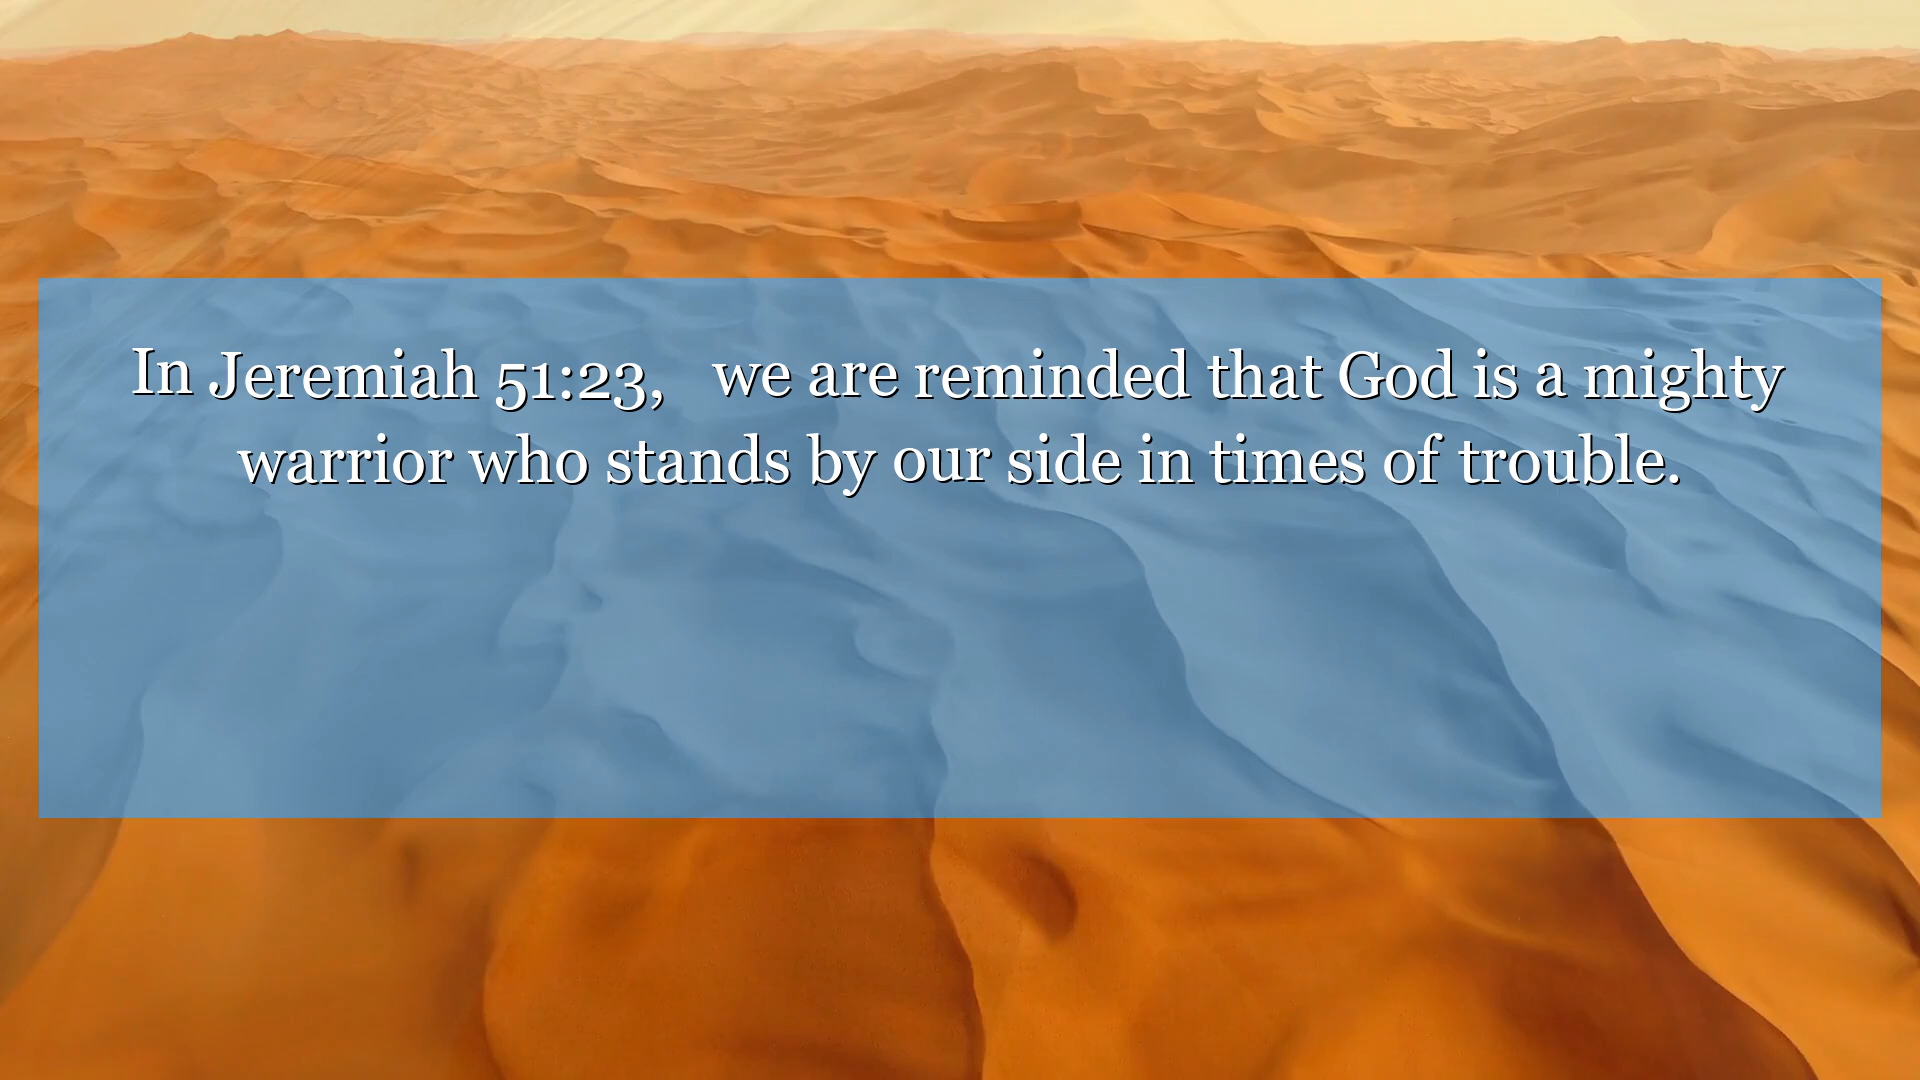 In Jeremiah 51:23, we are reminded that God is a mighty
warrior who stands by our side in times of trouble.